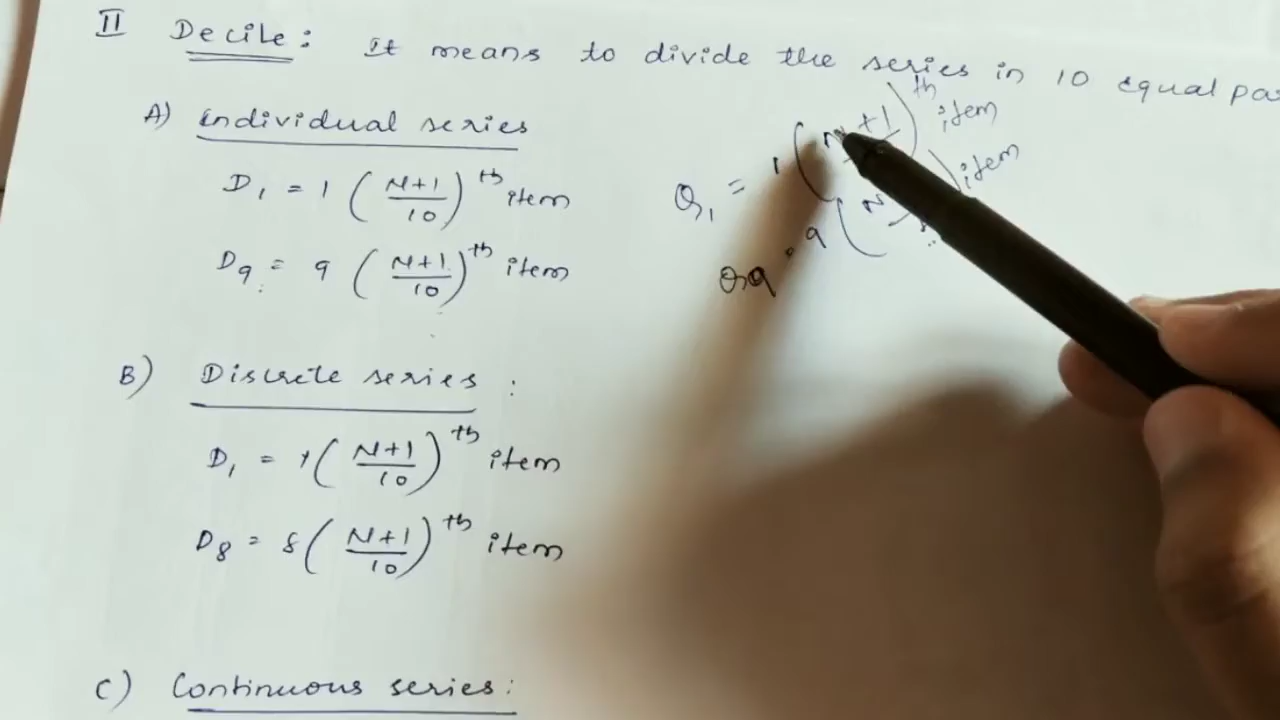 II Decile: It means to divide the series in 10 equal pa
A) individual series
D1 = 1 (N+1/10)th item
D9 = 9 (N+1/10)th item
Q1 = 1 ( +1 )th item
9 (N ) item
B) Discrete series :
D1 = 1 (N+1/10)th item
D8 = 8 (N+1/10)th item
C) Continuous series: